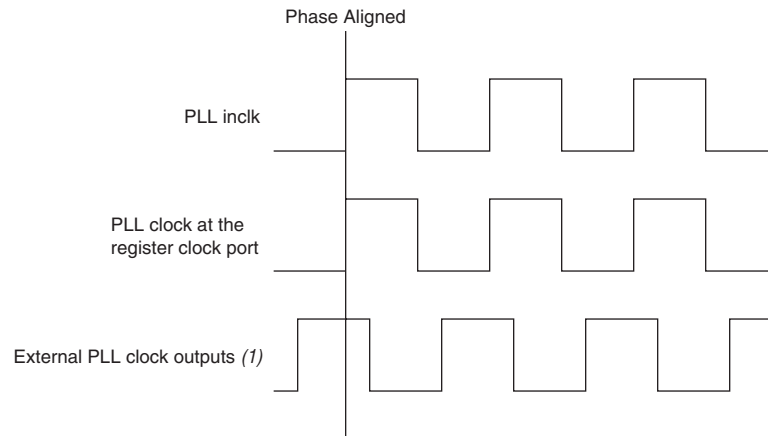 Phase Aligned
PLL inclk
PLL clock at the
register clock port
External PLL clock outputs (1)